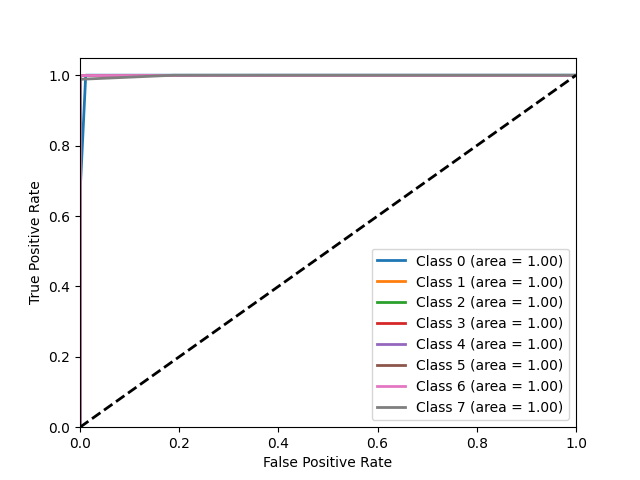 1.0
0.8
0.6
0.4
0.2
0.0
True Positive Rate
Class 0 (area = 1.00)
Class 1 (area = 1.00)
Class 2 (area = 1.00)
Class 3 (area = 1.00)
Class 4 (area = 1.00)
Class 5 (area = 1.00)
Class 6 (area = 1.00)
Class 7 (area = 1.00)
0.0 0.2 0.4 0.6 0.8 1.0
False Positive Rate